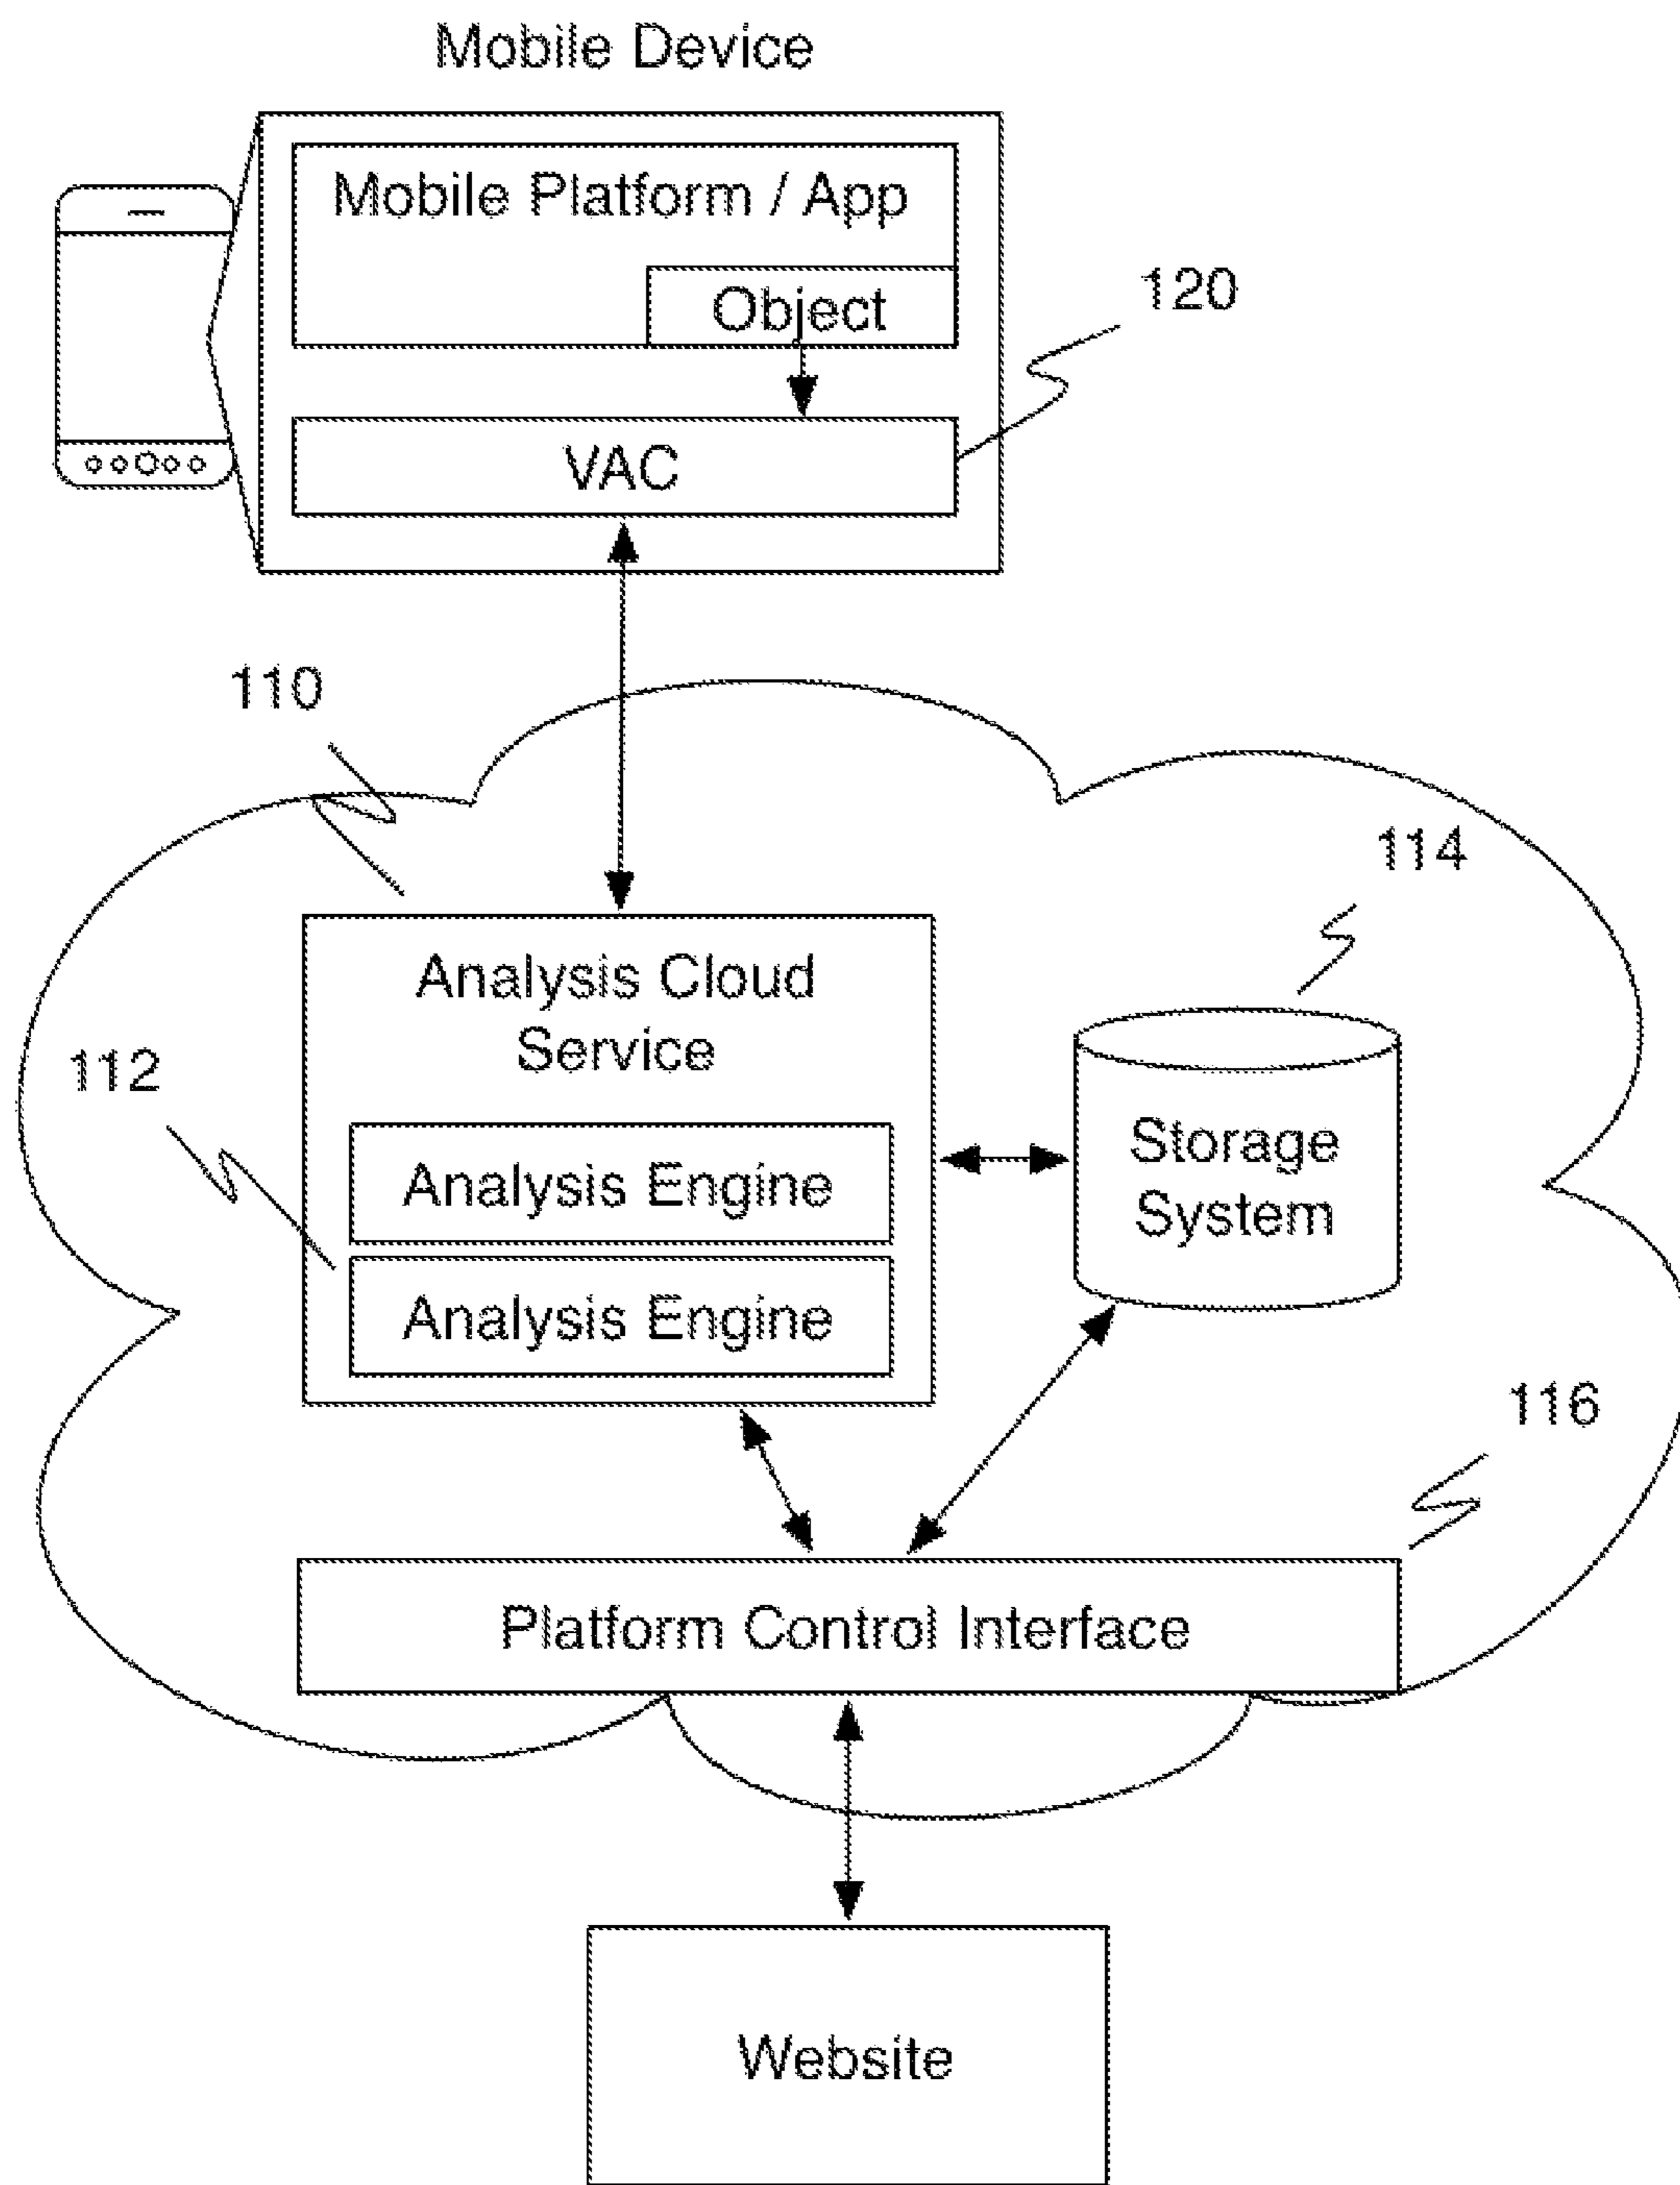 Mobile Device
Mobile Platform / App
Object
120
VAC
110
114
Analysis Cloud
Service
112
Storage
System
Analysis Engine
Analysis Engine
116
Platform Control Interface
Website